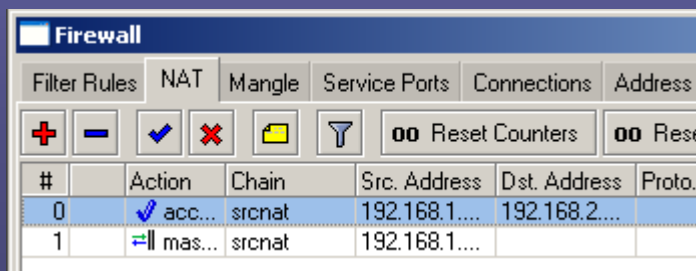 Firewall
Filter Rules NAT Mangle Service Ports Connections Address
00 Reset Counters 00 Rese
# Action Chain Src. Address Dst. Address Proto.
0 acc... srcnat 192.168.1.... 192.168.2....
1 mas... srcnat 192.168.1....